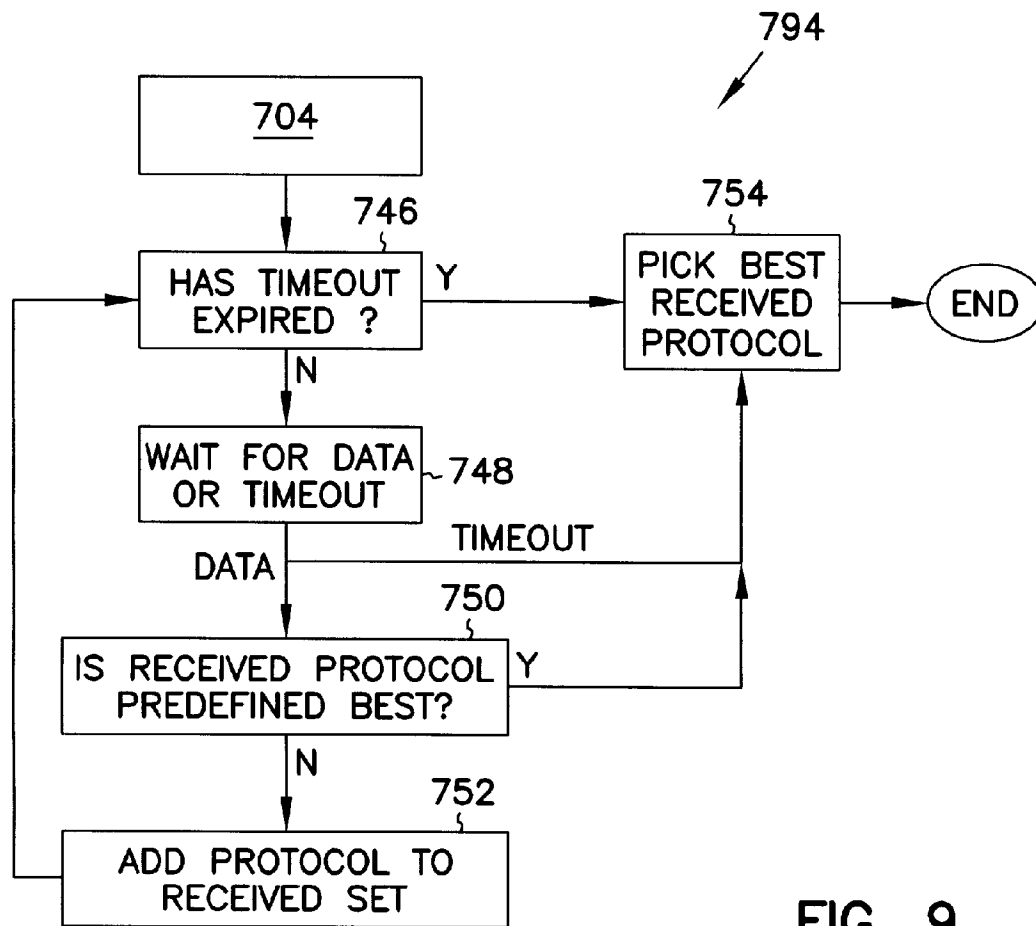 794
704
746
HAS TIMEOUT
EXPIRED ?
Y
N
754
PICK BEST
RECEIVED
PROTOCOL
END
WAIT FOR DATA
OR TIMEOUT
748
TIMEOUT
DATA
750
IS RECEIVED PROTOCOL
PREDEFINED BEST?
Y
N
752
ADD PROTOCOL TO
RECEIVED SET
FIG. 9